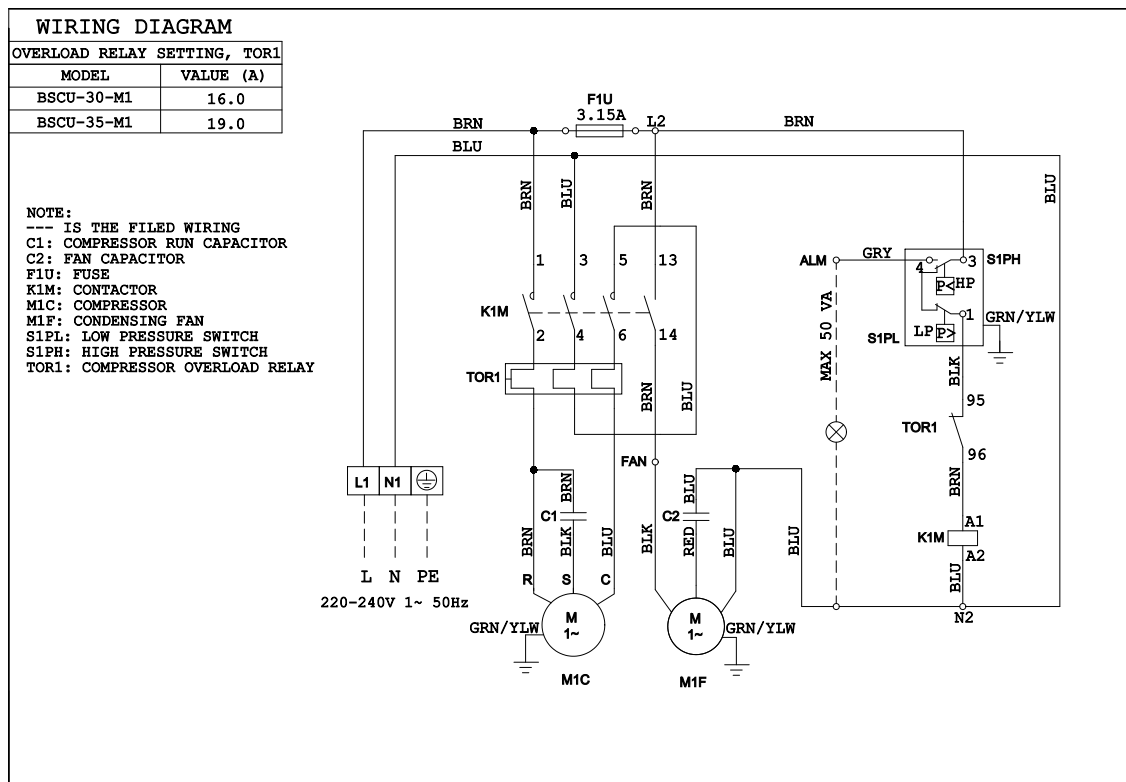 WIRING DIAGRAM
OVERLOAD RELAY SETTING, TOR1
MODEL VALUE (A)
BSCU-30-M1 16.0
BSCU-35-M1 19.0
NOTE:
--- IS THE FILED WIRING
C1: COMPRESSOR RUN CAPACITOR
C2: FAN CAPACITOR
F1U: FUSE
K1M: CONTACTOR
M1C: COMPRESSOR
M1F: CONDENSING FAN
S1PL: LOW PRESSURE SWITCH
S1PH: HIGH PRESSURE SWITCH
TOR1: COMPRESSOR OVERLOAD RELAY
F1U
3.15A
BRN L2 BRN
BLU
BRN BLU BRN BLU
1 3 5 13
K1M
2 4 6 14
TOR1
BRN BLU
FAN
L1 N1
L N PE
220-240V 1~ 50Hz
BRN BLU
C1 C2
BRN BLK BLU BLK RED BLU BLU
R S C
M
1~
GRN/YLW
M1C
M
1~
GRN/YLW
M1F
ALM GRY 4 3 S1PH
P< HP
1
LP P>
S1PL
GRN/YLW
MAX 50 VA
BLK
95
TOR1
96
BRN
A1
K1M
A2
BLU
N2